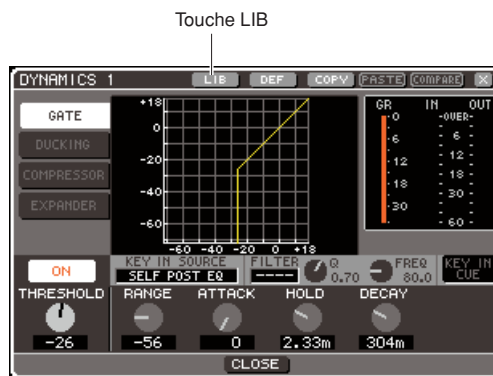 Touche LIB
DYNAMICS 1 LIB DEF COPY PASTE COMPARE X
GATE
DUCKING
COMPRESSOR
EXPANDER
+18
0
-20
-40
-60
-60 -40 -20 0 +18
GR IN OUT
0 -OVER-
6 6
12 12
18 18
30 30
60
ON
KEY IN SOURCE
SELF POST EQ
FILTER
----
Q
0.70
FREQ
80.0
KEY IN
CUE
THRESHOLD RANGE ATTACK HOLD DECAY
-26 -56 0 2.33m 304m
CLOSE